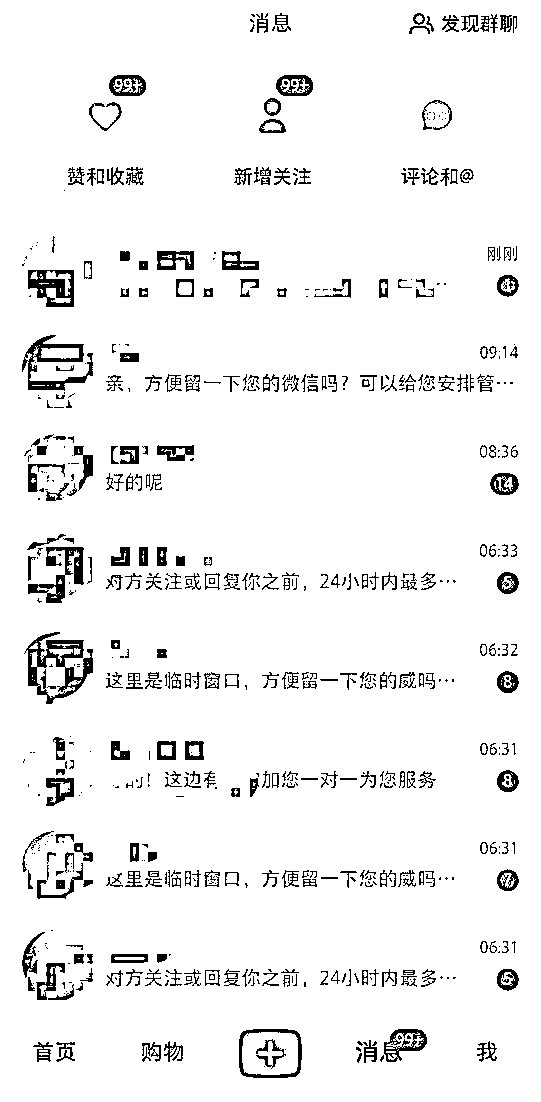 消息
发现群聊
99+
99+
赞和收藏
新增关注
评论和@
刚刚
09:14
亲，方便留一下您的微信吗？可以给您安排管…
08:36
好的呢
14
06:33
对方关注或回复你之前，24小时内最多…
5
06:32
这里是临时窗口，方便留一下您的威吗…
8
06:31
的！这边有 加您一对一为您服务
8
06:31
这里是临时窗口，方便留一下您的威吗…
06:31
对方关注或回复你之前，24小时内最多…
5
首页
购物
消息
99+
我